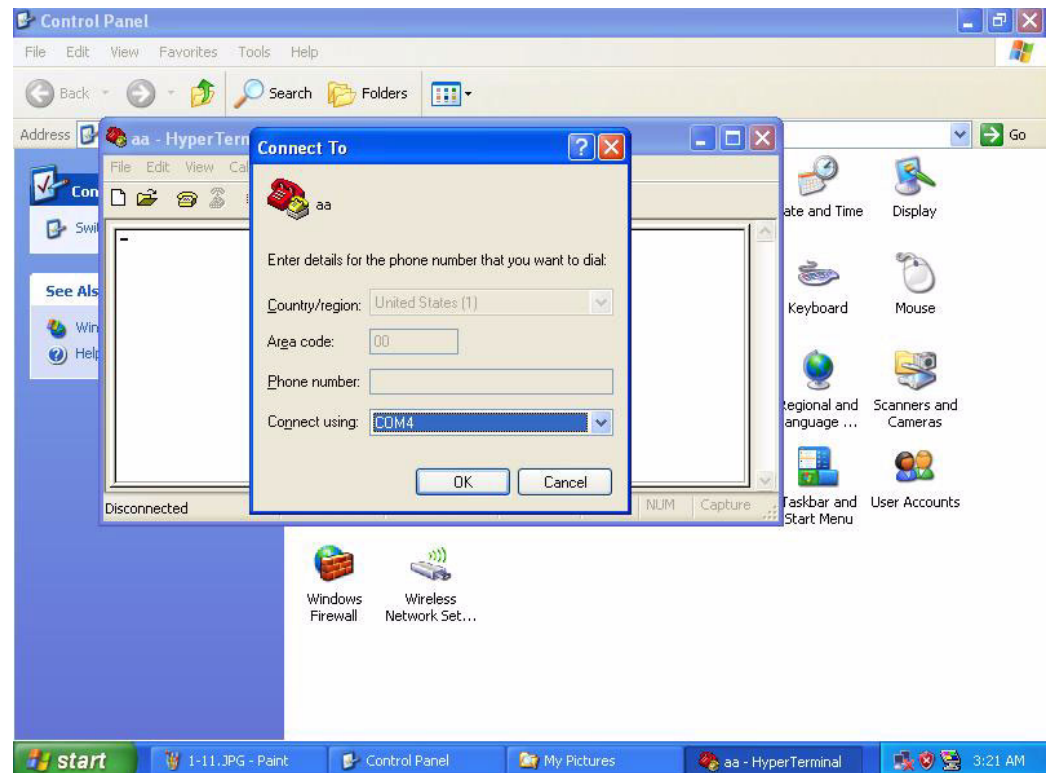 Control Panel
File Edit View Favorites Tools Help
Back Search Folders
Address Go
aa - HyperTerm
File Edit View Cal
Connect To
aa
Enter details for the phone number that you want to dial:
Country/region: United States (1)
Area code: 00
Phone number:
Connect using: COM4
OK Cancel
Disconnected NUM Capture
Con
Swi
See Als
Win
Help
ate and Time Display
Keyboard Mouse
egional and Scanners and
anguage ... Cameras
Taskbar and User Accounts
Start Menu
Windows Wireless
Firewall Network Set...
start 1-11.JPG - Paint Control Panel My Pictures aa - HyperTerminal 3:21 AM